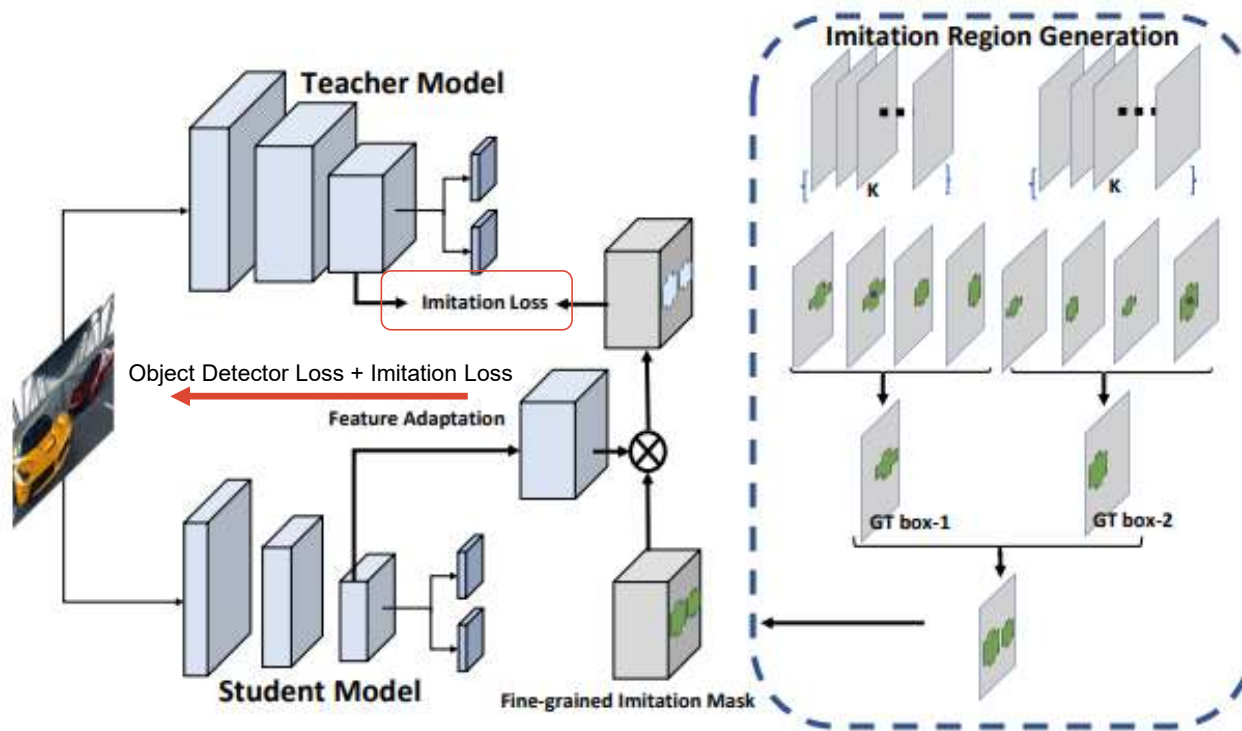 Imitation Region Generation
Teacher Model
K
K
Imitation Loss
Object Detector Loss + Imitation Loss
Feature Adaptation
GT box-1
GT box-2
Student Model
Fine-grained Imitation Mask